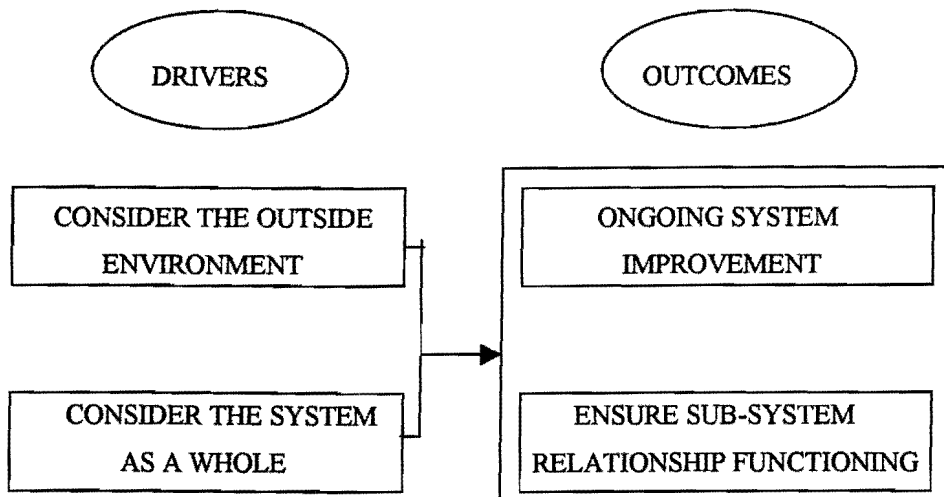 DRIVERS
OUTCOMES
CONSIDER THE OUTSIDE
ENVIRONMENT
ONGOING SYSTEM
IMPROVEMENT
CONSIDER THE SYSTEM
AS A WHOLE
ENSURE SUB-SYSTEM
RELATIONSHIP FUNCTIONING